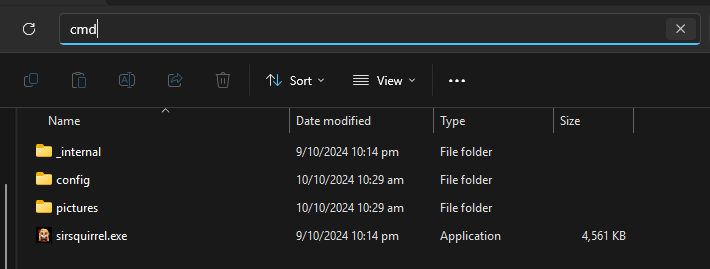 cmd
Sort View
Name Date modified Type Size
_internal 9/10/2024 10:14 pm File folder
config 10/10/2024 10:29 am File folder
pictures 10/10/2024 10:29 am File folder
sirsquirrel.exe 9/10/2024 10:14 pm Application 4,561 KB